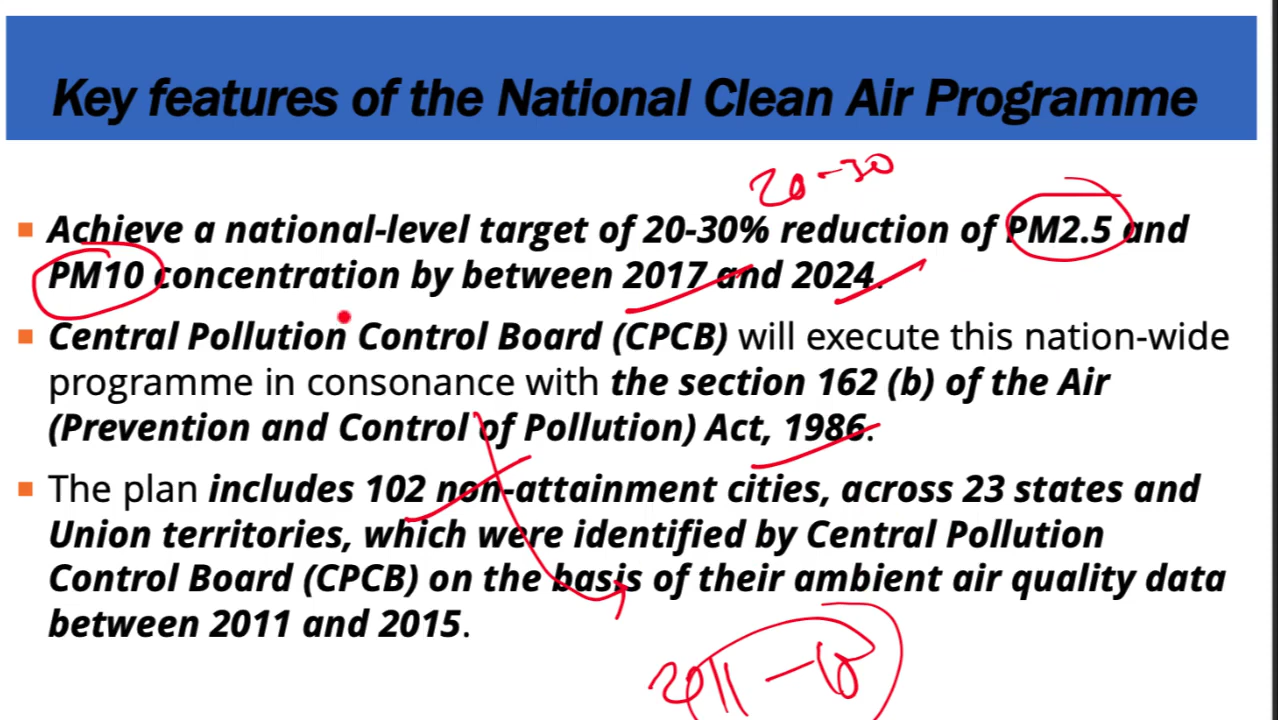 Key features of the National Clean Air Programme
20-30
Achieve a national-level target of 20-30% reduction of PM2.5 and
PM10 concentration by between 2017 and 2024.
Central Pollution Control Board (CPCB) will execute this nation-wide
programme in consonance with the section 162 (b) of the Air
(Prevention and Control of Pollution) Act, 1986.
The plan includes 102 non-attainment cities, across 23 states and
Union territories, which were identified by Central Pollution
Control Board (CPCB) on the basis of their ambient air quality data
between 2011 and 2015.
2011 -